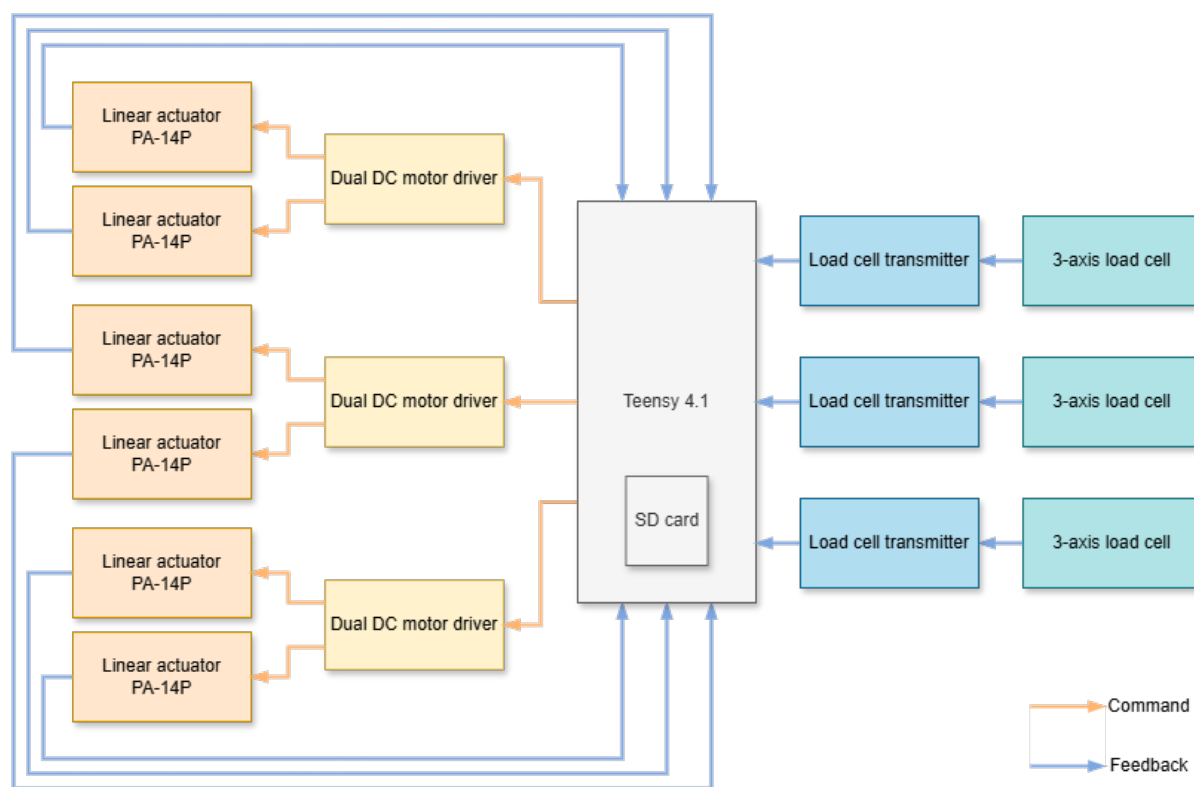 Linear actuator
PA-14P
Dual DC motor driver
Linear actuator
PA-14P
Linear actuator
PA-14P
Dual DC motor driver
Linear actuator
PA-14P
Linear actuator
PA-14P
Dual DC motor driver
Linear actuator
PA-14P
Teensy 4.1
SD card
Load cell transmitter
3-axis load cell
Load cell transmitter
3-axis load cell
Load cell transmitter
3-axis load cell
Command
Feedback